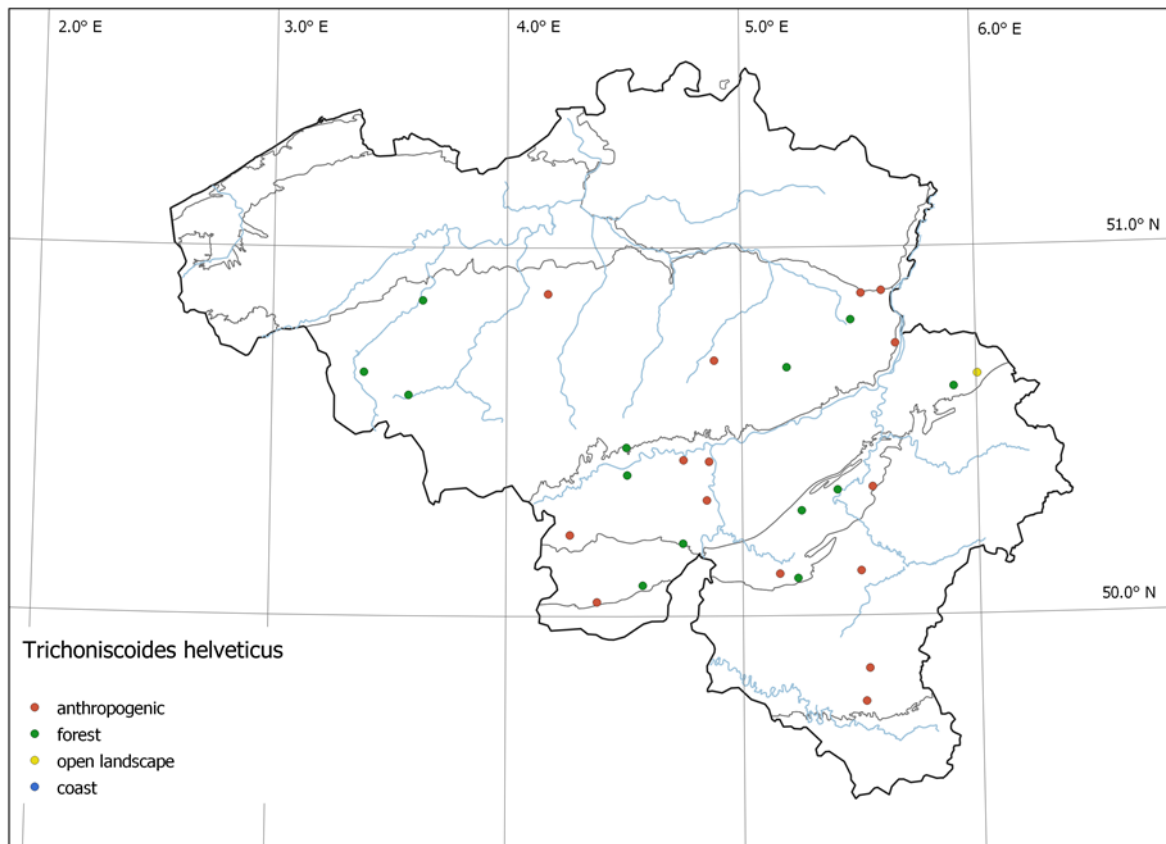 2.0° E
3.0° E
4.0° E
5.0° E
6.0° E
51.0° N
50.0° N
Trichoniscoides helveticus
anthropogenic
forest
open landscape
coast